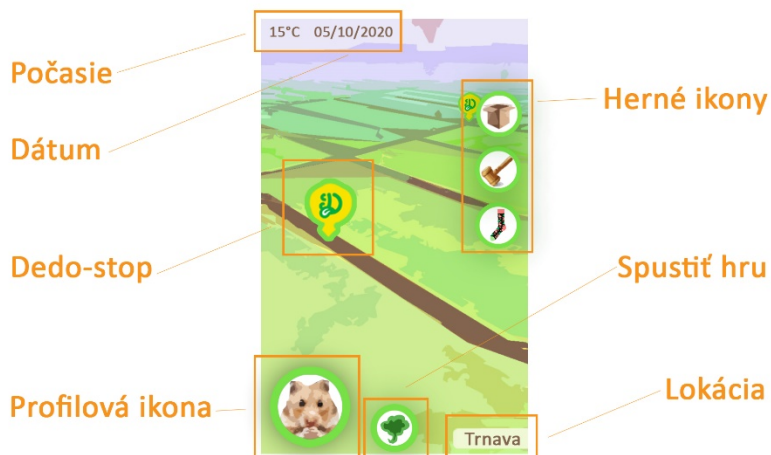 15°C 05/10/2020
Počasie
Herné ikony
Dátum
Dedo-stop
Spustiť hru
Profilová ikona
Lokácia
Trnava